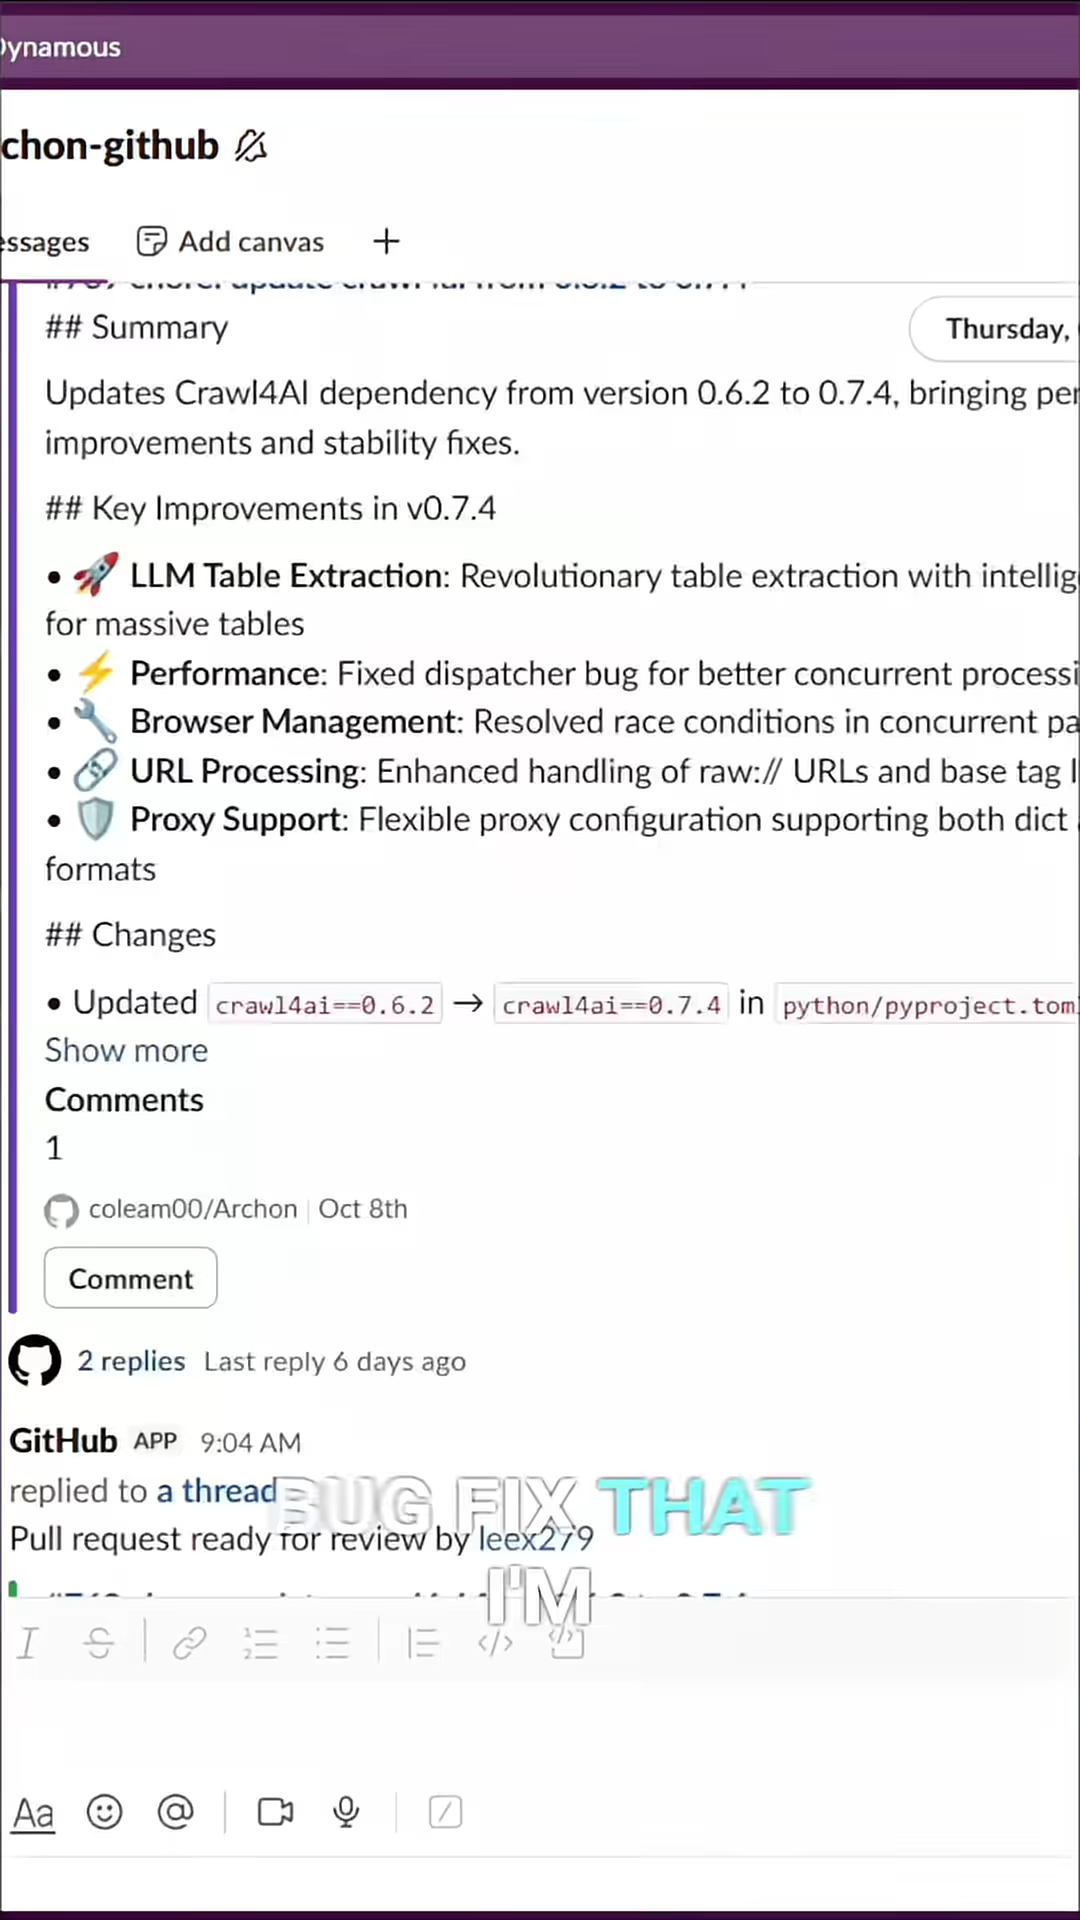 Dynamous
chon-github
essages Add canvas +
## Summary
Thursday,
Updates Crawl4AI dependency from version 0.6.2 to 0.7.4, bringing per
improvements and stability fixes.
## Key Improvements in v0.7.4
• 🚀 LLM Table Extraction: Revolutionary table extraction with intellig
for massive tables
• ⚡ Performance: Fixed dispatcher bug for better concurrent processi
• 🔧 Browser Management: Resolved race conditions in concurrent pa
• 🔗 URL Processing: Enhanced handling of raw:// URLs and base tag l
• 🛡️ Proxy Support: Flexible proxy configuration supporting both dict
formats
## Changes
• Updated crawl4ai==0.6.2 → crawl4ai==0.7.4 in python/pyproject.toml
Show more
Comments
1
coleam00/Archon | Oct 8th
Comment
2 replies Last reply 6 days ago
GitHub APP 9:04 AM
replied to a thread
BUG FIX THAT
Pull request ready for review by leex279
I'M
Aa